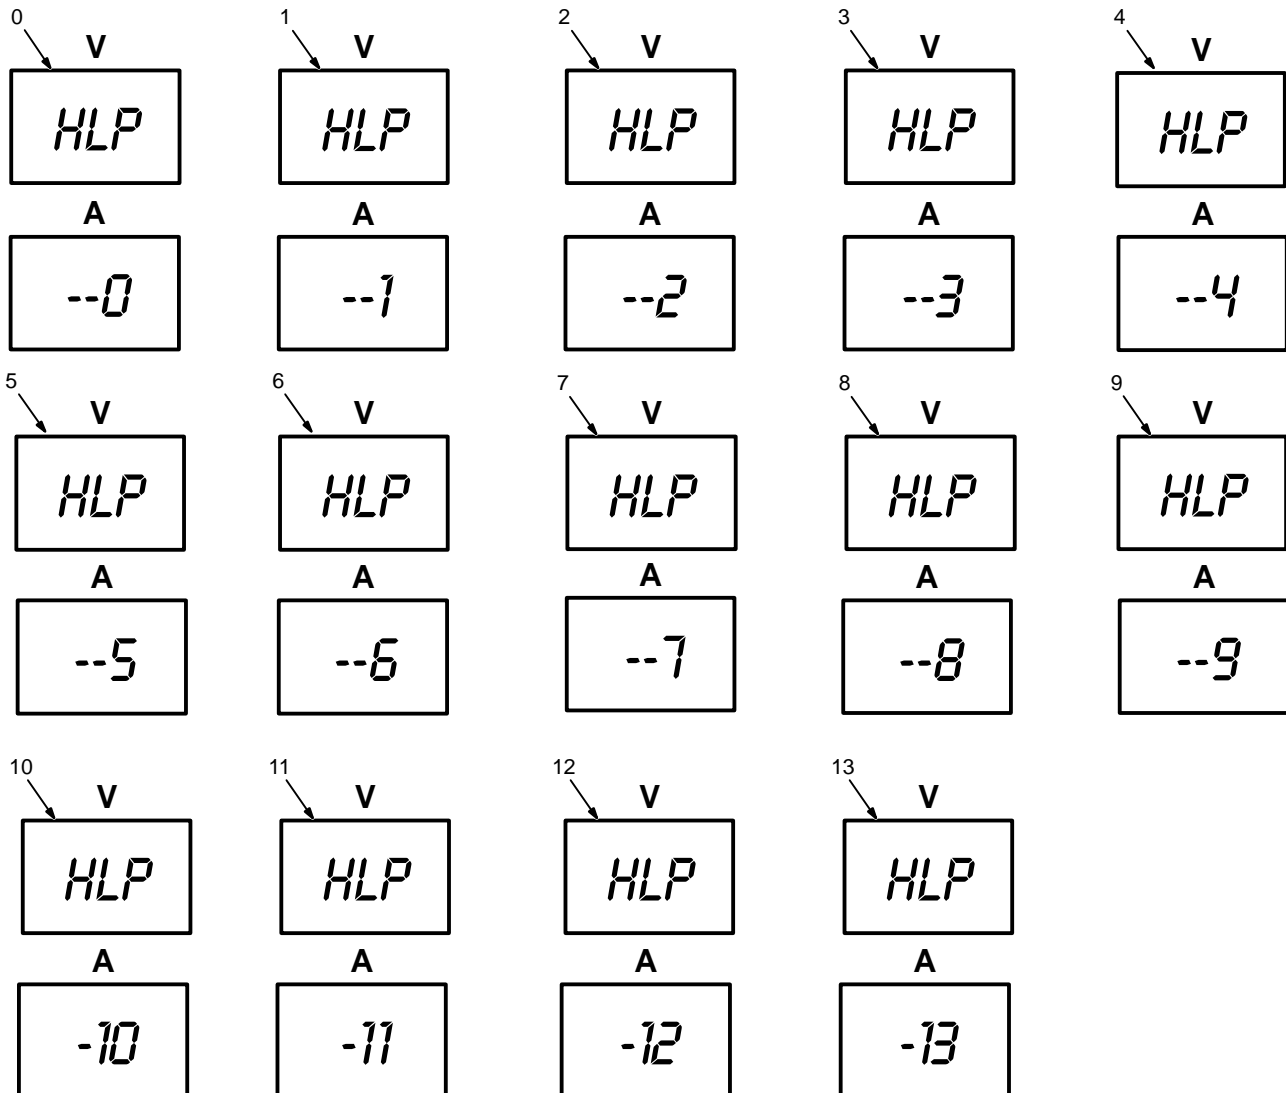 0 1 2 3 4
V V V V V
HLP HLP HLP HLP HLP
A A A A A
--0 --1 --2 --3 --4
5 6 7 8 9
V V V V V
HLP HLP HLP HLP HLP
A A A A A
--5 --6 --7 --8 --9
10 11 12 13
V V V V
HLP HLP HLP HLP
A A A A
-10 -11 -12 -13